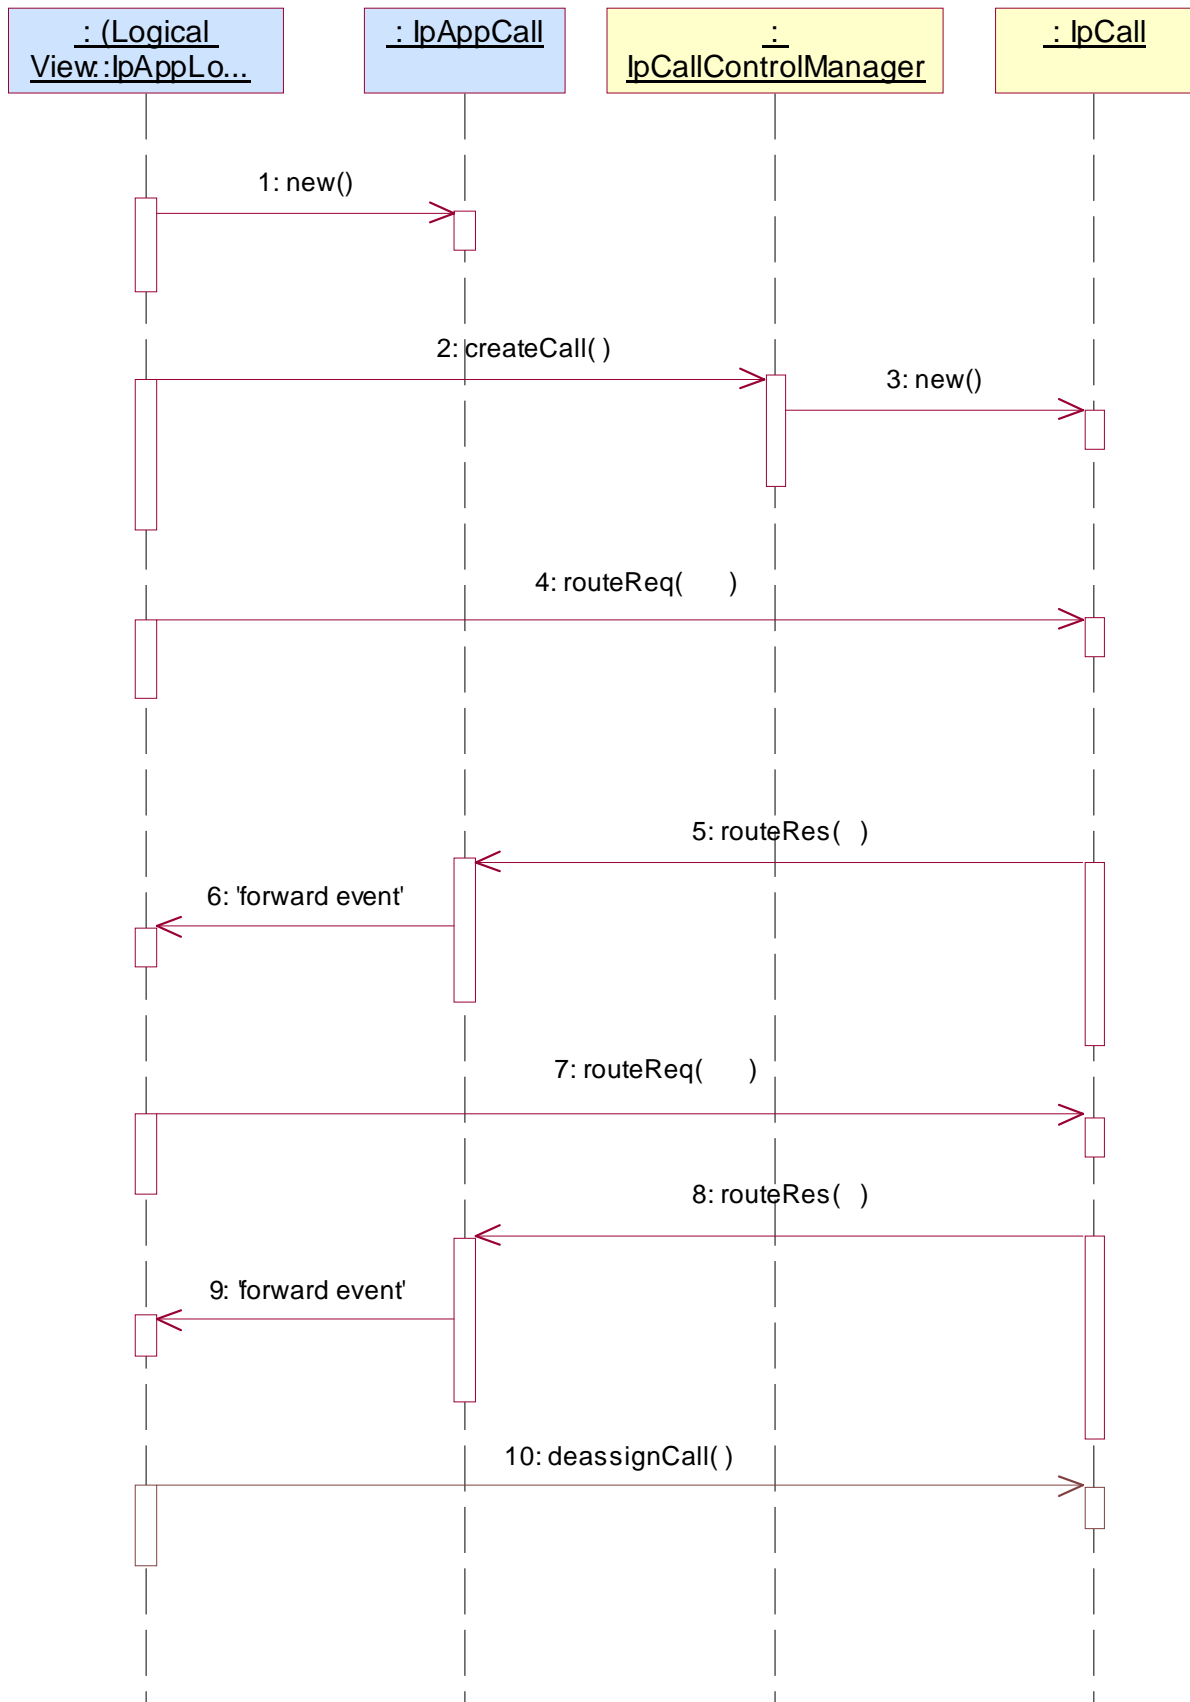 : (Logical
View::IpAppLo...
: IpAppCall
:
IpCallControlManager
: IpCall
1: new()
2: createCall( )
3: new()
4: routeReq( )
5: routeRes( )
6: 'forward event'
7: routeReq( )
8: routeRes( )
9: 'forward event'
10: deassignCall( )